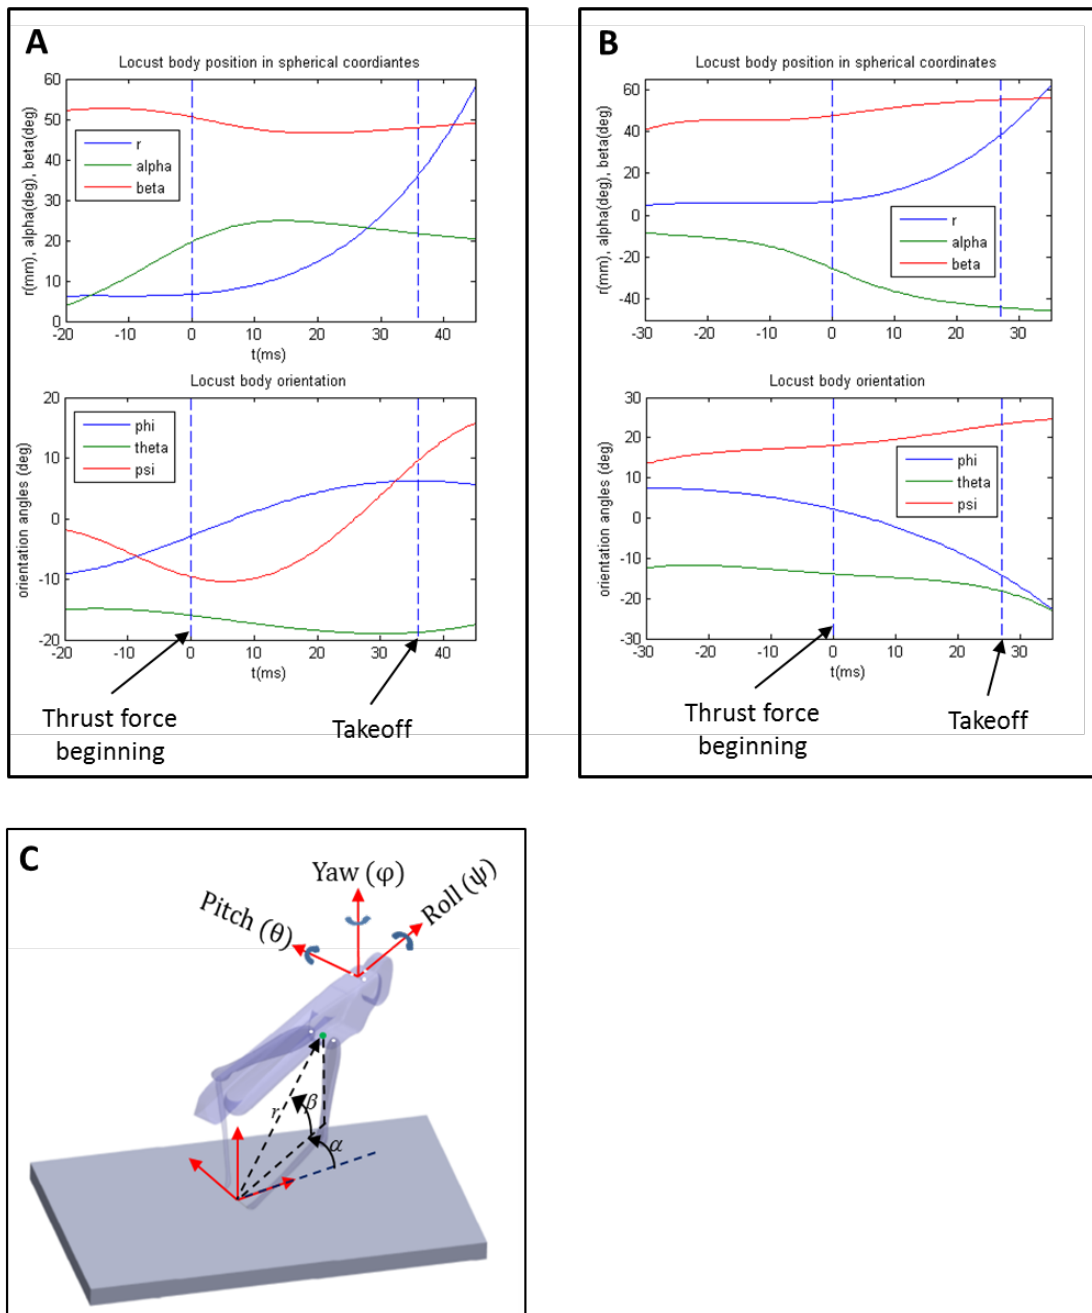 A
Locust body position in spherical coordiantes
r(mm), alpha(deg), beta(deg)
60
50
40
30
20
10
0
r
alpha
beta
-20 -10 0 10 20 30 40
t(ms)
Locust body orientation
orientation angles (deg)
20
10
0
-10
-20
phi
theta
psi
-20 -10 0 10 20 30 40
t(ms)
Thrust force
beginning
Takeoff
B
Locust body position in spherical coordinates
r(mm), alpha(deg), beta(deg)
60
40
20
0
-20
-40
r
alpha
beta
-30 -20 -10 0 10 20 30
t(ms)
Locust body orientation
orientation angles (deg)
30
20
10
0
-10
-20
-30
phi
theta
psi
-30 -20 -10 0 10 20 30
t(ms)
Thrust force
beginning
Takeoff
C
Yaw (φ)
Pitch (θ)
Roll (ψ)
r
β
α